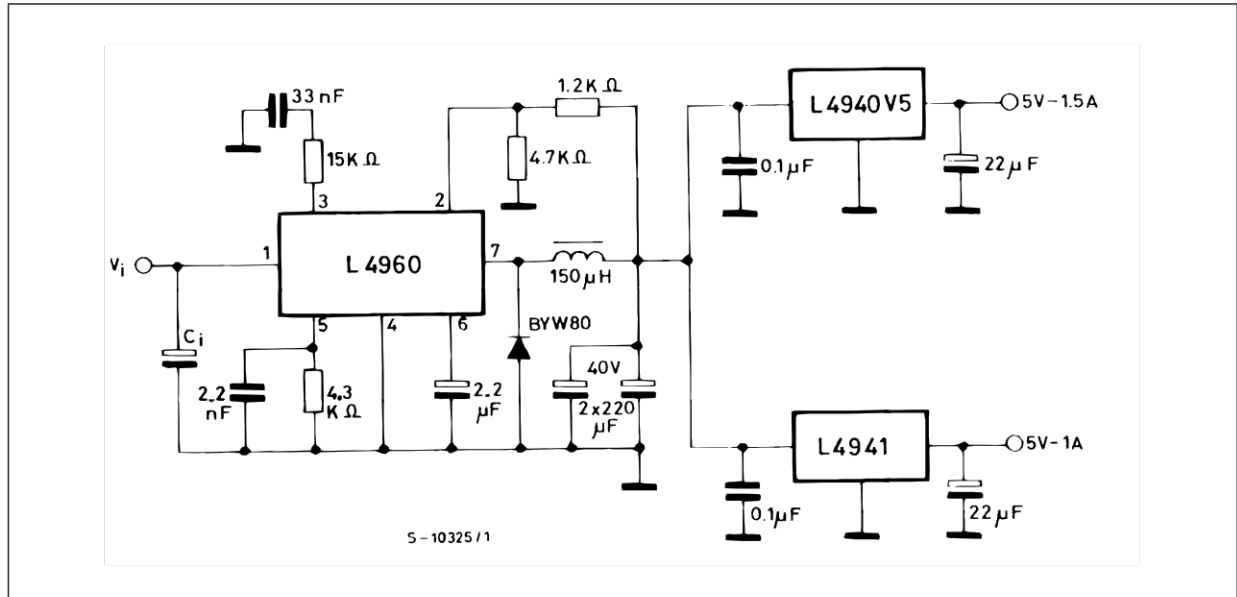 33 nF
15K Ω
1.2K Ω
4.7K Ω
3
2
L4940V5
5V-1.5A
0.1μF
22μF
Vi
1
L 4960
7
150μH
5
4
6
BYW80
Ci
2.2
nF
4.3
KΩ
2.2
μF
40V
2x220
μF
L4941
5V-1A
0.1μF
22μF
S-10325/1